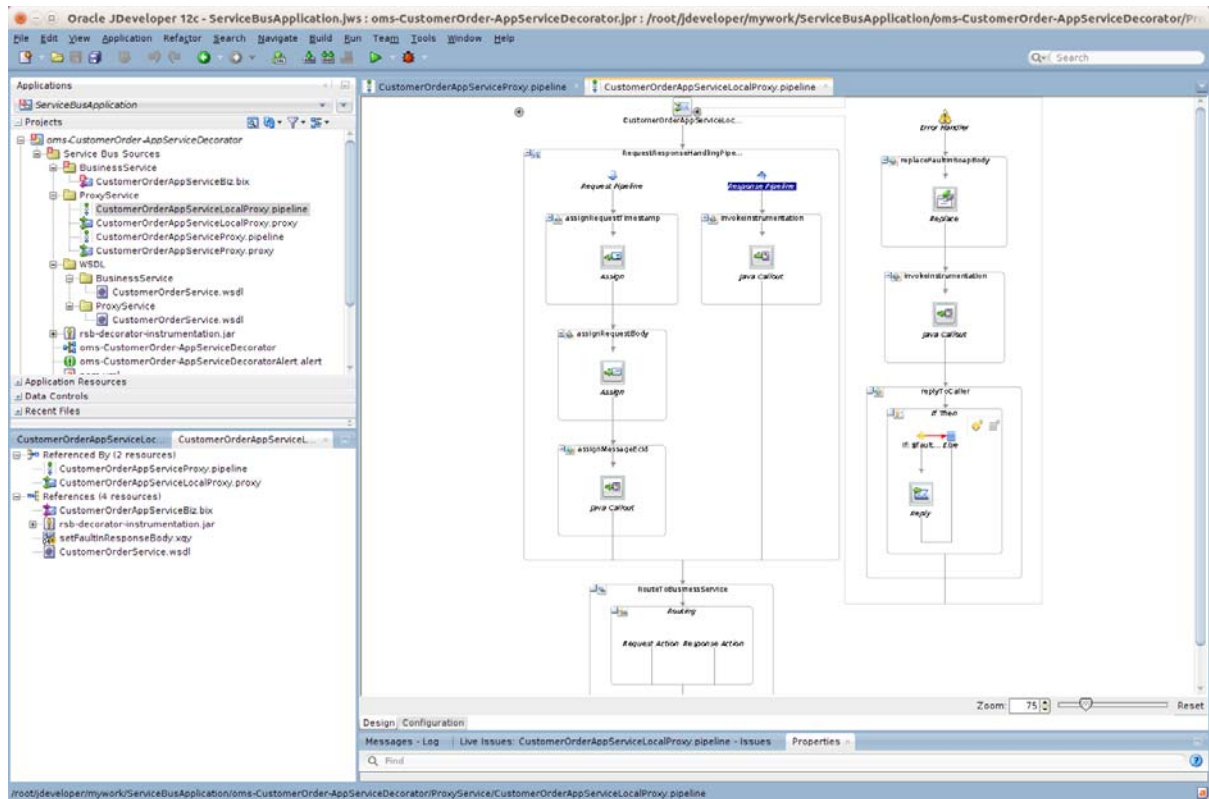 Oracle JDeveloper 12c - ServiceBusApplication.jws : oms-CustomerOrder-AppServiceDecorator.jpr : /root/jdeveloper/mywork/ServiceBusApplication/oms-CustomerOrder-AppServiceDecorator/Pr
File Edit View Application Refactor Search Navigate Build Run Team Tools Window Help
Search
Applications
ServiceBusApplication
Projects
oms-CustomerOrder-AppServiceDecorator
Service Bus Sources
BusinessService
CustomerOrderAppServiceBiz.bix
ProxyService
CustomerOrderAppServiceLocalProxy.pipeline
CustomerOrderAppServiceLocalProxy.proxy
CustomerOrderAppServiceProxy.pipeline
CustomerOrderAppServiceProxy.proxy
WSDL
BusinessService
CustomerOrderService.wsdl
ProxyService
CustomerOrderService.wsdl
rsb-decorator-instrumentation.jar
oms-CustomerOrder-AppServiceDecorator
oms-CustomerOrder-AppServiceDecoratorAlert.alert
Application Resources
Data Controls
Recent Files
CustomerOrderAppServiceLoc... CustomerOrderAppServiceL...
Referenced By (2 resources)
CustomerOrderAppServiceProxy.pipeline
CustomerOrderAppServiceLocalProxy.proxy
References (4 resources)
CustomerOrderAppServiceBiz.bix
rsb-decorator-instrumentation.jar
setFaultInResponseBody.xqy
CustomerOrderService.wsdl
CustomerOrderAppServiceProxy.pipeline CustomerOrderAppServiceLocalProxy.pipeline
CustomerOrderAppServiceLoc...
RequestResponseHandlingPipe...
Request Pipeline Response Pipeline
assignRequestTimestamp
Assign
invokeInstrumentation
Java Callout
assignRequestBody
Assign
assignMessageEcid
Java Callout
RouteToBusinessService
Routing
Request Action Response Action
Error Handler
replaceFaultInSoapBody
Replace
invokeInstrumentation
Java Callout
replyToCaller
If Then
If: $fault... Else
Reply
Zoom: 75 Reset
Design Configuration
Messages - Log Live Issues: CustomerOrderAppServiceLocalProxy.pipeline - Issues Properties
Find
/root/jdeveloper/mywork/ServiceBusApplication/oms-CustomerOrder-AppServiceDecorator/ProxyService/CustomerOrderAppServiceLocalProxy.pipeline